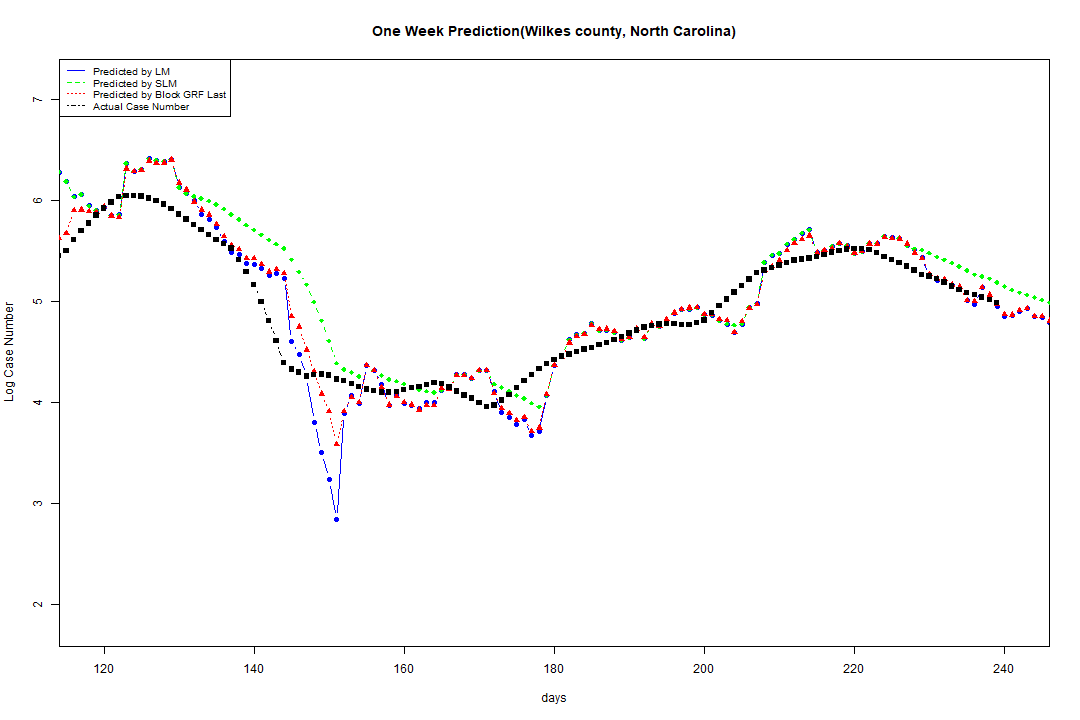 One Week Prediction(Wilkes county, North Carolina)
Predicted by LM
Predicted by SLM
Predicted by Block GRF Last
Actual Case Number
7
6
5
4
3
2
Log Case Number
120 140 160 180 200 220 240
days